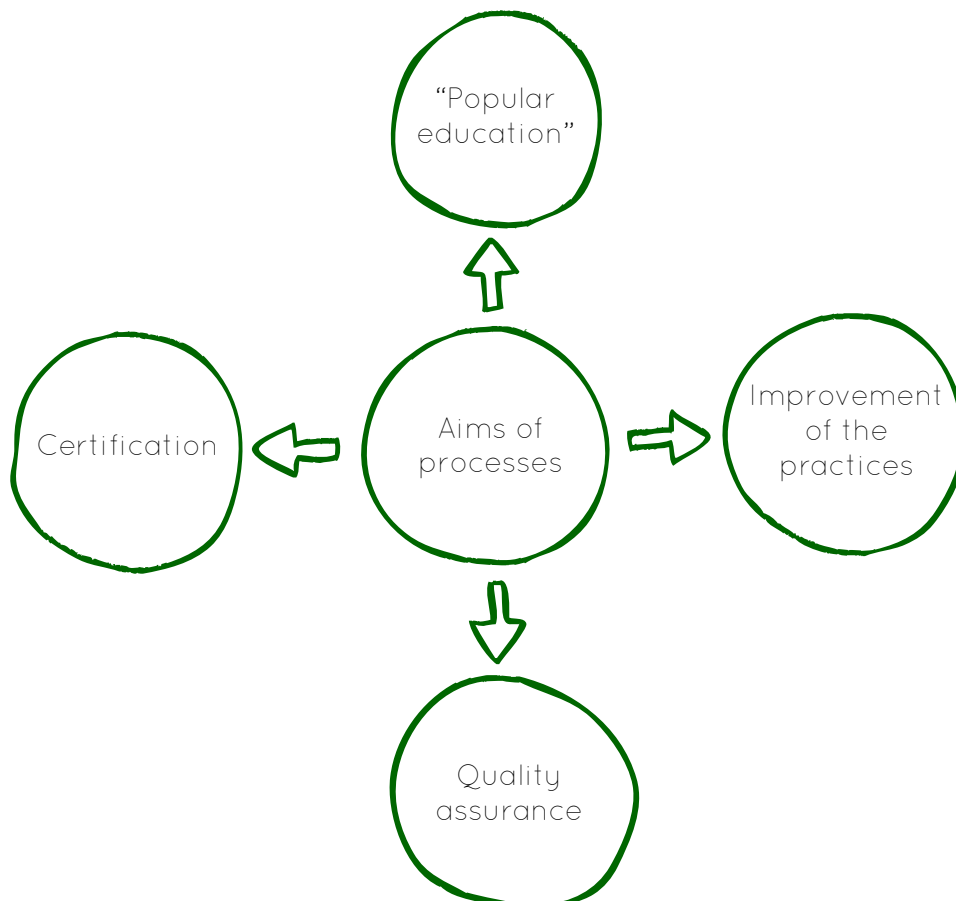 “Popular
education”
Certification
Aims of
processes
Improvement
of the
practices
Quality
assurance